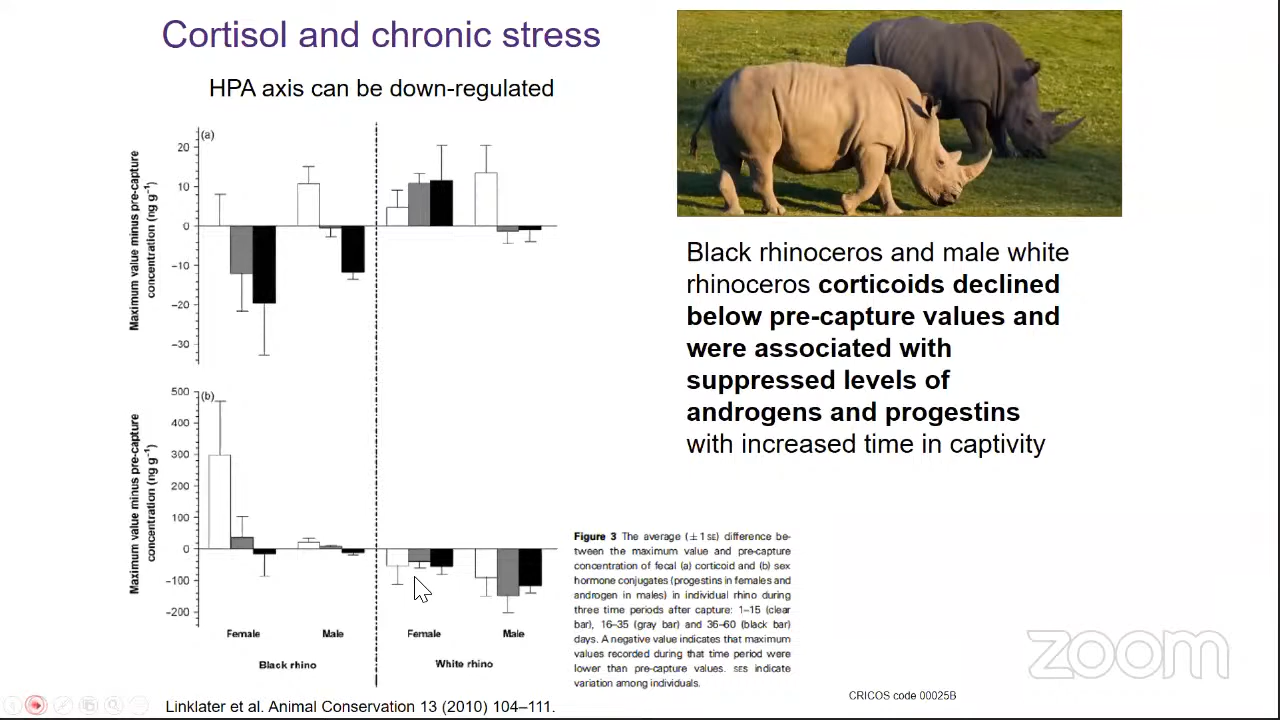 Cortisol and chronic stress
HPA axis can be down-regulated
(a)
Maximum value minus pre-capture
concentration (ng g⁻¹)
20
10
0
−10
−20
−30
(b)
Maximum value minus pre-capture
concentration (ng g⁻¹)
500
400
300
200
100
0
−100
−200
Female
Male
Female
Male
Black rhino
White rhino
Black rhinoceros and male white
rhinoceros corticoids declined
below pre-capture values and
were associated with
suppressed levels of
androgens and progestins
with increased time in captivity
Figure 3 The average (± 1 SE) difference be-
tween the maximum value and pre-capture
concentration of fecal (a) corticoid and (b) sex
hormone conjugates (progestins in females and
androgen in males) in individual rhino during
three time periods after capture: 1–15 (clear
bar), 16–35 (gray bar) and 36–60 (black bar)
days. A negative value indicates that maximum
values recorded during that time period were
lower than pre-capture values. SES indicate
variation among individuals.
zoom
CRICOS code 00025B
Linklater et al. Animal Conservation 13 (2010) 104–111.